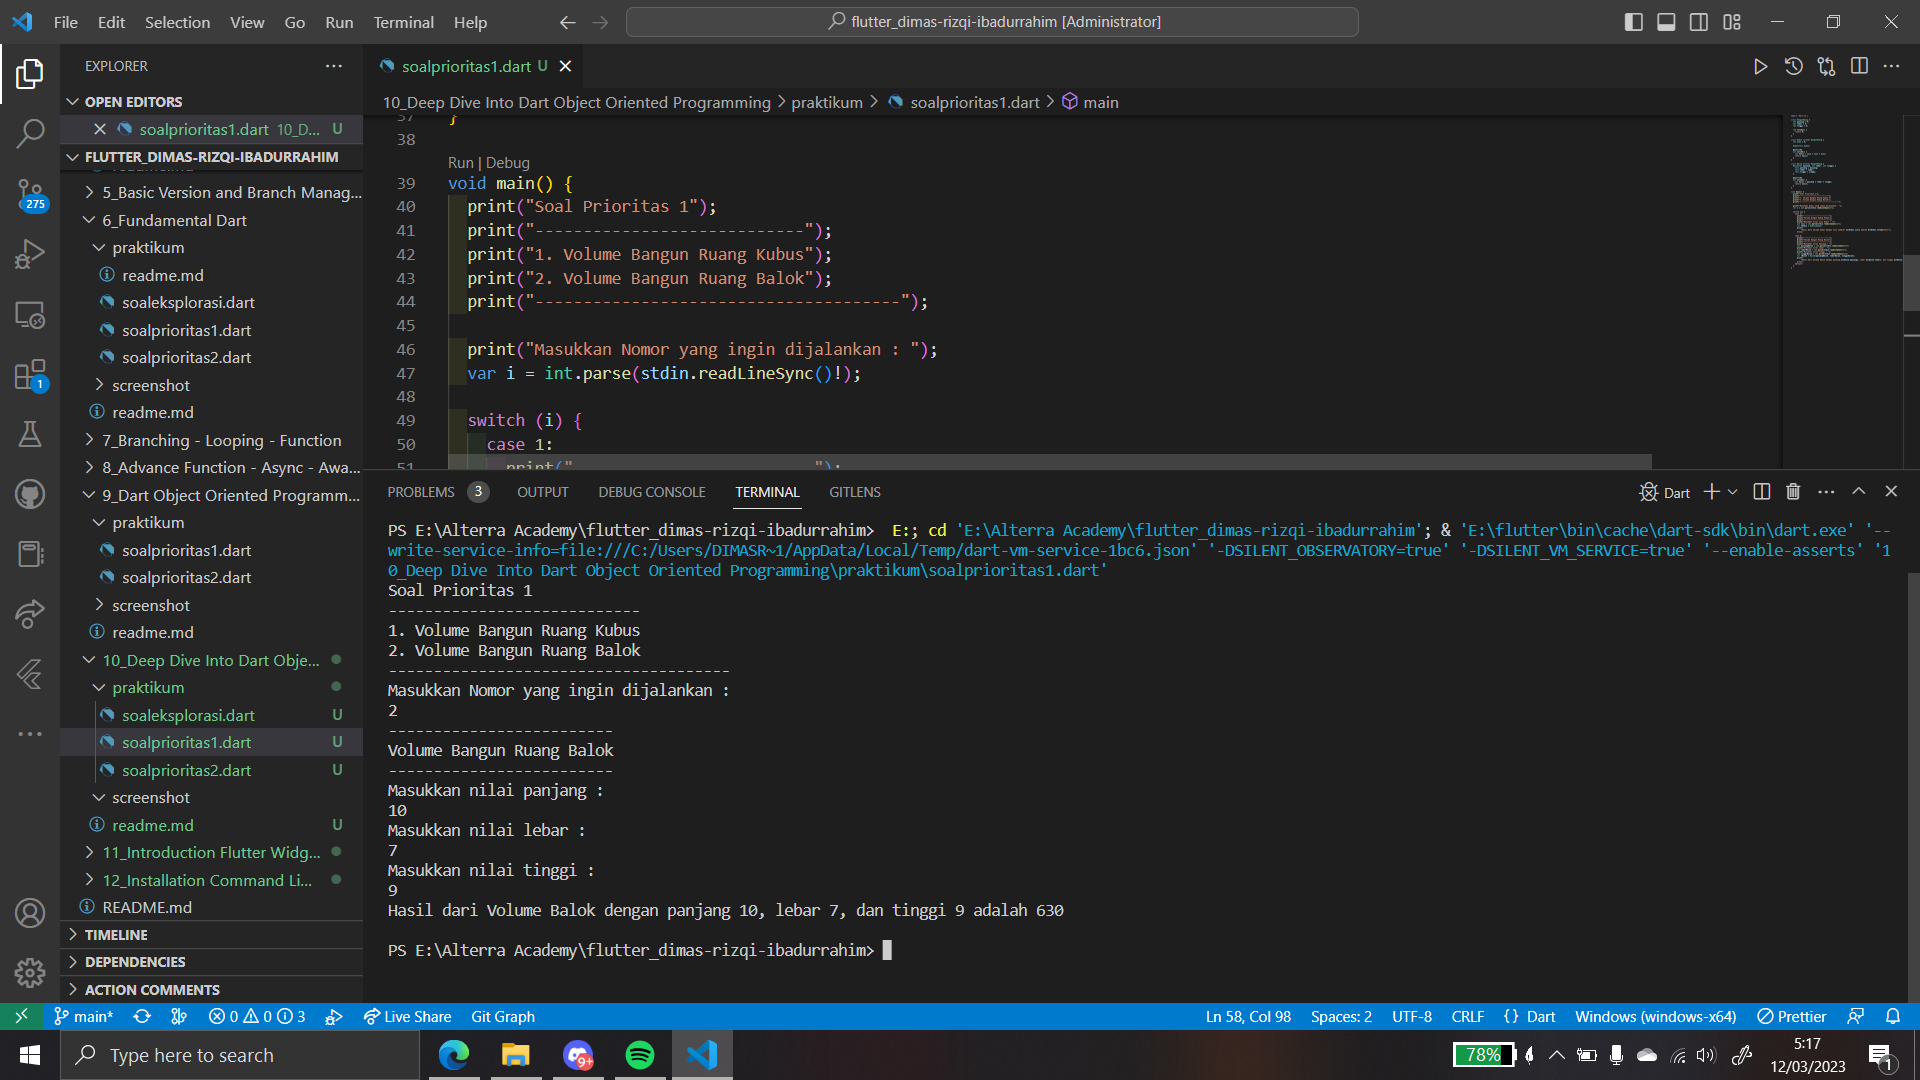 File Edit Selection View Go Run Terminal Help
flutter_dimas-rizqi-ibadurrahim [Administrator]
EXPLORER
OPEN EDITORS
soalprioritas1.dart 10_D... U
FLUTTER_DIMAS-RIZQI-IBADURRAHIM
5_Basic Version and Branch Manag...
6_Fundamental Dart
praktikum
readme.md
soaleksplorasi.dart
soalprioritas1.dart
soalprioritas2.dart
screenshot
readme.md
7_Branching - Looping - Function
8_Advance Function - Async - Awa...
9_Dart Object Oriented Programm...
praktikum
soalprioritas1.dart
soalprioritas2.dart
screenshot
readme.md
10_Deep Dive Into Dart Obje...
praktikum
soaleksplorasi.dart U
soalprioritas1.dart U
soalprioritas2.dart U
screenshot
readme.md U
11_Introduction Flutter Widg...
12_Installation Command Li...
README.md
TIMELINE
DEPENDENCIES
ACTION COMMENTS
275
1
soalprioritas1.dart U
10_Deep Dive Into Dart Object Oriented Programming > praktikum > soalprioritas1.dart > main
37 }
38
Run | Debug
39 void main() {
40 print("Soal Prioritas 1");
41 print("----------------------------");
42 print("1. Volume Bangun Ruang Kubus");
43 print("2. Volume Bangun Ruang Balok");
44 print("--------------------------------------");
45
46 print("Masukkan Nomor yang ingin dijalankan : ");
47 var i = int.parse(stdin.readLineSync()!);
48
49 switch (i) {
50 case 1:
51 print("-------------------------");
PROBLEMS 3 OUTPUT DEBUG CONSOLE TERMINAL GITLENS
Dart
PS E:\Alterra Academy\flutter_dimas-rizqi-ibadurrahim> E:; cd 'E:\Alterra Academy\flutter_dimas-rizqi-ibadurrahim'; & 'E:\flutter\bin\cache\dart-sdk\bin\dart.exe' '--
write-service-info=file:///C:/Users/DIMASR~1/AppData/Local/Temp/dart-vm-service-1bc6.json' '-DSILENT_OBSERVATORY=true' '-DSILENT_VM_SERVICE=true' '--enable-asserts' '1
0_Deep Dive Into Dart Object Oriented Programming\praktikum\soalprioritas1.dart'
Soal Prioritas 1
----------------------------
1. Volume Bangun Ruang Kubus
2. Volume Bangun Ruang Balok
--------------------------------------
Masukkan Nomor yang ingin dijalankan :
2
-------------------------
Volume Bangun Ruang Balok
-------------------------
Masukkan nilai panjang :
10
Masukkan nilai lebar :
7
Masukkan nilai tinggi :
9
Hasil dari Volume Balok dengan panjang 10, lebar 7, dan tinggi 9 adalah 630
PS E:\Alterra Academy\flutter_dimas-rizqi-ibadurrahim>
main* 0 0 3 Live Share Git Graph Ln 58, Col 98 Spaces: 2 UTF-8 CRLF {} Dart Windows (windows-x64) Prettier
Type here to search
9+
78%
5:17
12/03/2023
1